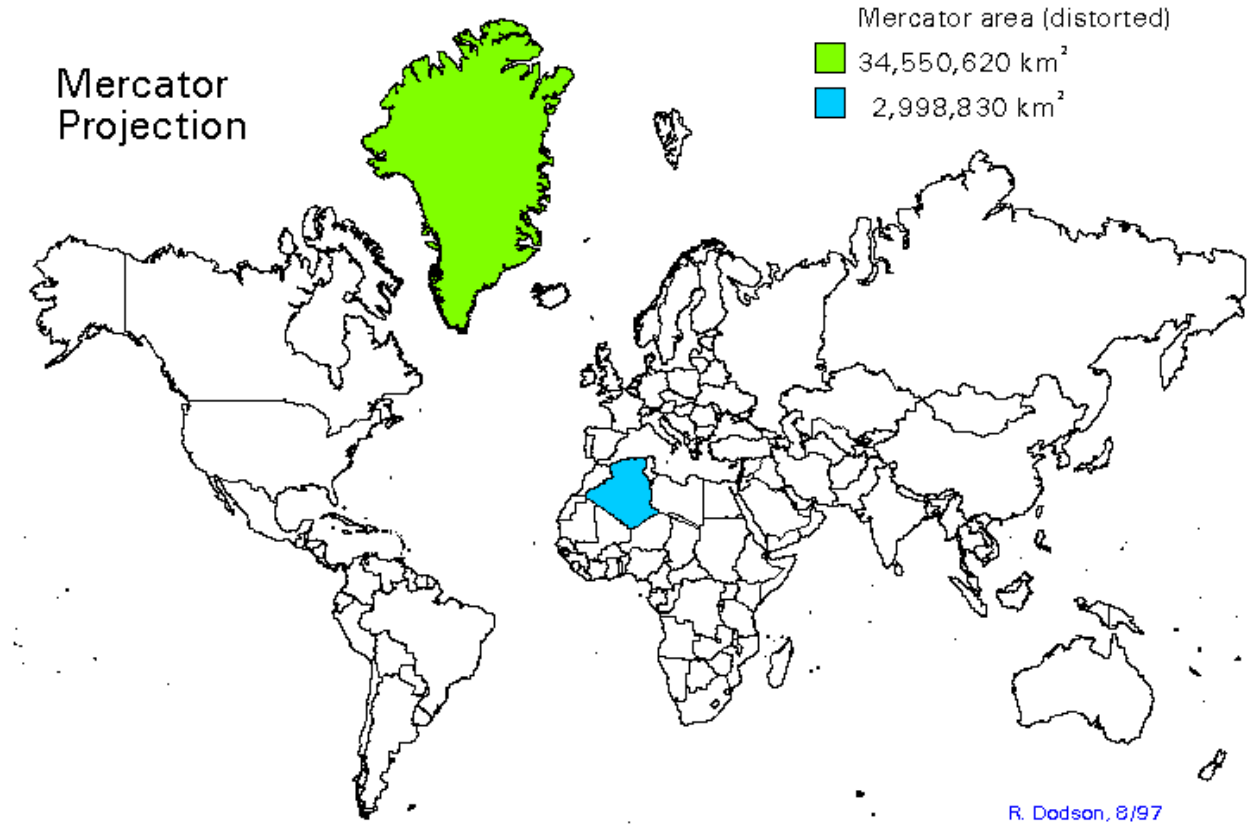 Mercator area (distorted)
34,550,620 km²
2,998,830 km²
Mercator
Projection
R. Dodson, 8/97